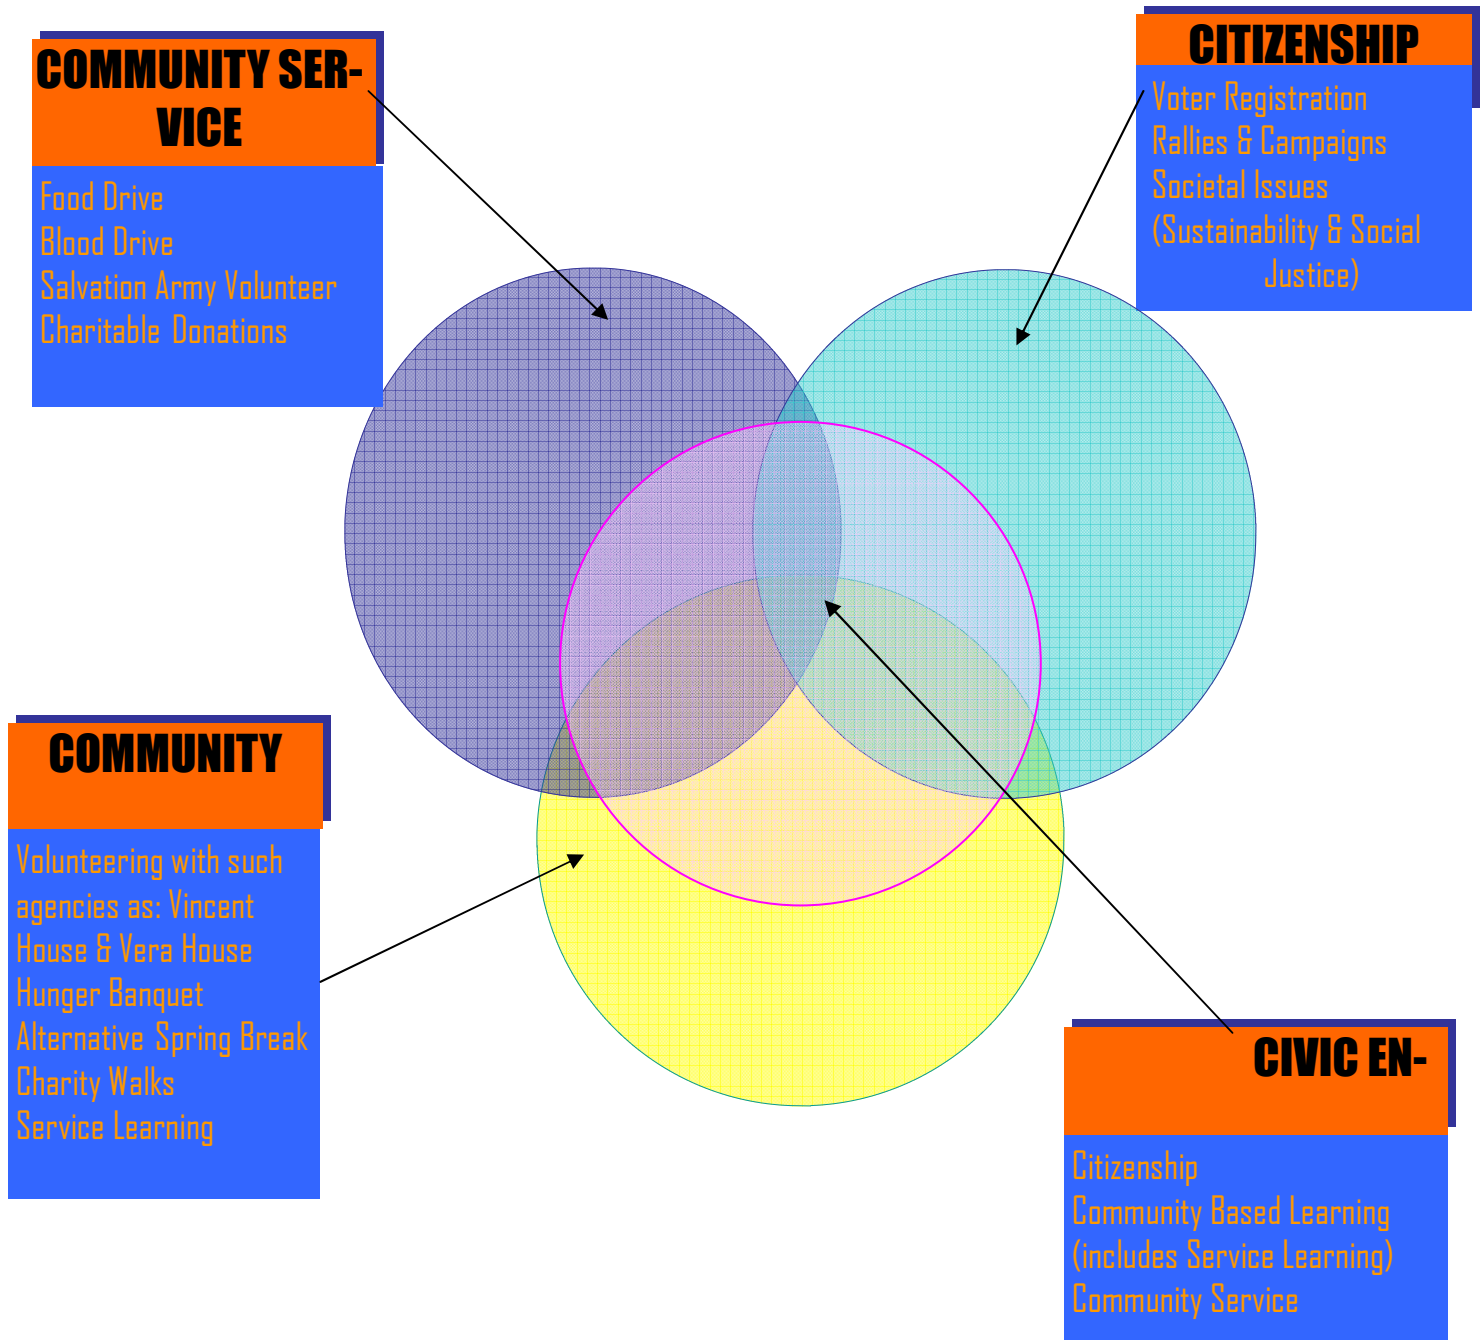 COMMUNITY SER-
VICE
Food Drive
Blood Drive
Salvation Army Volunteer
Charitable Donations
CITIZENSHIP
Voter Registration
Rallies & Campaigns
Societal Issues
(Sustainability & Social
Justice)
COMMUNITY
Volunteering with such
agencies as: Vincent
House & Vera House
Hunger Banquet
Alternative Spring Break
Charity Walks
Service Learning
CIVIC EN-
Citizenship
Community Based Learning
(includes Service Learning)
Community Service